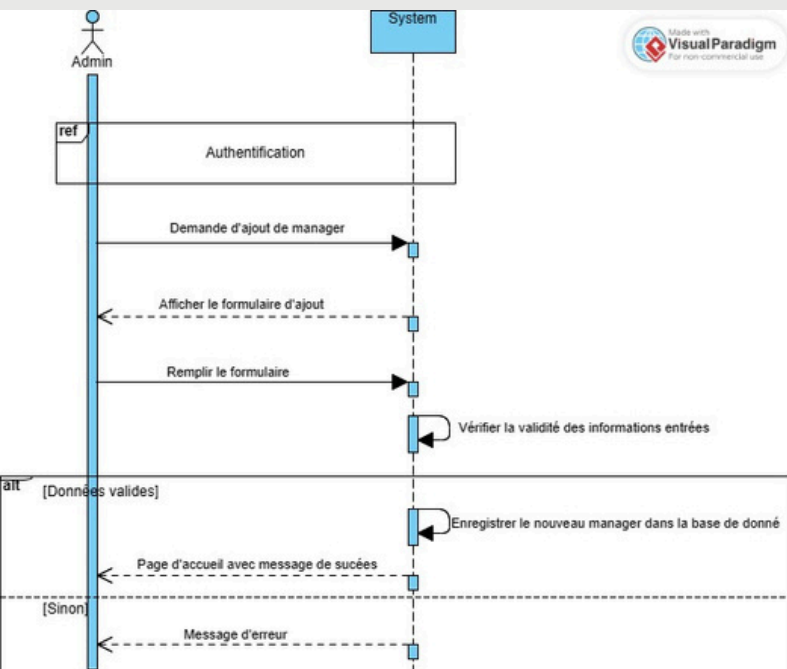 System
Made with
Visual Paradigm
For non-commercial use
Admin
ref
Authentification
Demande d'ajout de manager
Afficher le formulaire d'ajout
Remplir le formulaire
Vérifier la validité des informations entrées
alt
[Données valides]
Enregistrer le nouveau manager dans la base de donné
Page d'accueil avec message de sucées
[Sinon]
Message d'erreur